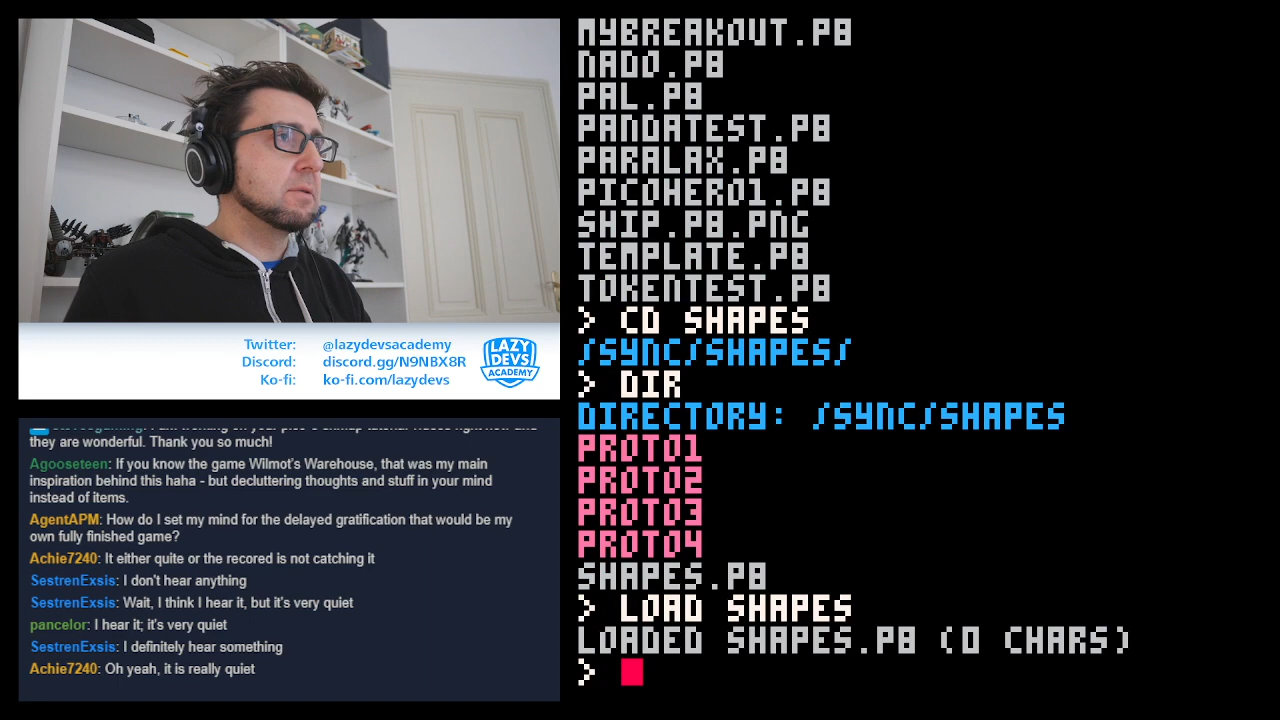 Twitter: @lazydevsacademy
Discord: discord.gg/N9NBX8R
Ko-fi: ko-fi.com/lazydevs
LAZY
DEVS
ACADEMY
they are wonderful. Thank you so much!
Agooseteen: If you know the game Wilmot's Warehouse, that was my main
inspiration behind this haha - but decluttering thoughts and stuff in your mind
instead of items.
AgentAPM: How do I set my mind for the delayed gratification that would be my
own fully finished game?
Achie7240: It either quite or the recored is not catching it
SestrenExsis: I don't hear anything
SestrenExsis: Wait, I think I hear it, but it's very quiet
pancelor: I hear it; it's very quiet
SestrenExsis: I definitely hear something
Achie7240: Oh yeah, it is really quiet
MYBREAKOUT.P8
NADO.P8
PAL.P8
PANDATEST.P8
PARALAX.P8
PICOHERO1.P8
SHIP.P8.PNG
TEMPLATE.P8
TOKENTEST.P8
> CD SHAPES
/SYNC/SHAPES/
> DIR
DIRECTORY: /SYNC/SHAPES
PROTO1
PROTO2
PROTO3
PROTO4
SHAPES.P8
> LOAD SHAPES
LOADED SHAPES.P8 (0 CHARS)
>